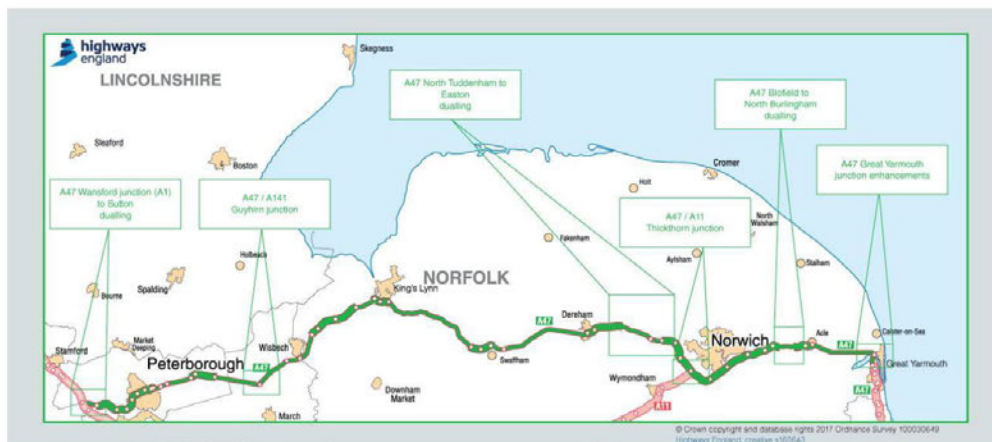 highways
england
LINCOLNSHIRE
Skegness
A47 North Tuddenham to
Easton
dualling
A47 Blofield to
North Burlingham
dualling
Sleaford
Boston
A47 Great Yarmouth
junction enhancements
Cromer
A47 Wansford junction (A1)
to Sutton
dualling
A47 / A141
Guyhirn junction
Holt
A47 / A11
Thickthorn junction
North
Walsham
Fakenham
Aylsham
Stalham
Holbeach
Spalding
Bourne
NORFOLK
King's Lynn
Dereham
A47
Caister-on-Sea
Market
Deeping
Wisbech
Norwich
Acle
A47
Stamford
Peterborough
A47
Swaffham
Great Yarmouth
Wymondham
Downham
Market
A47
March
A11
© Crown copyright and database rights 2017 Ordnance Survey 100030649
Highways England, creative